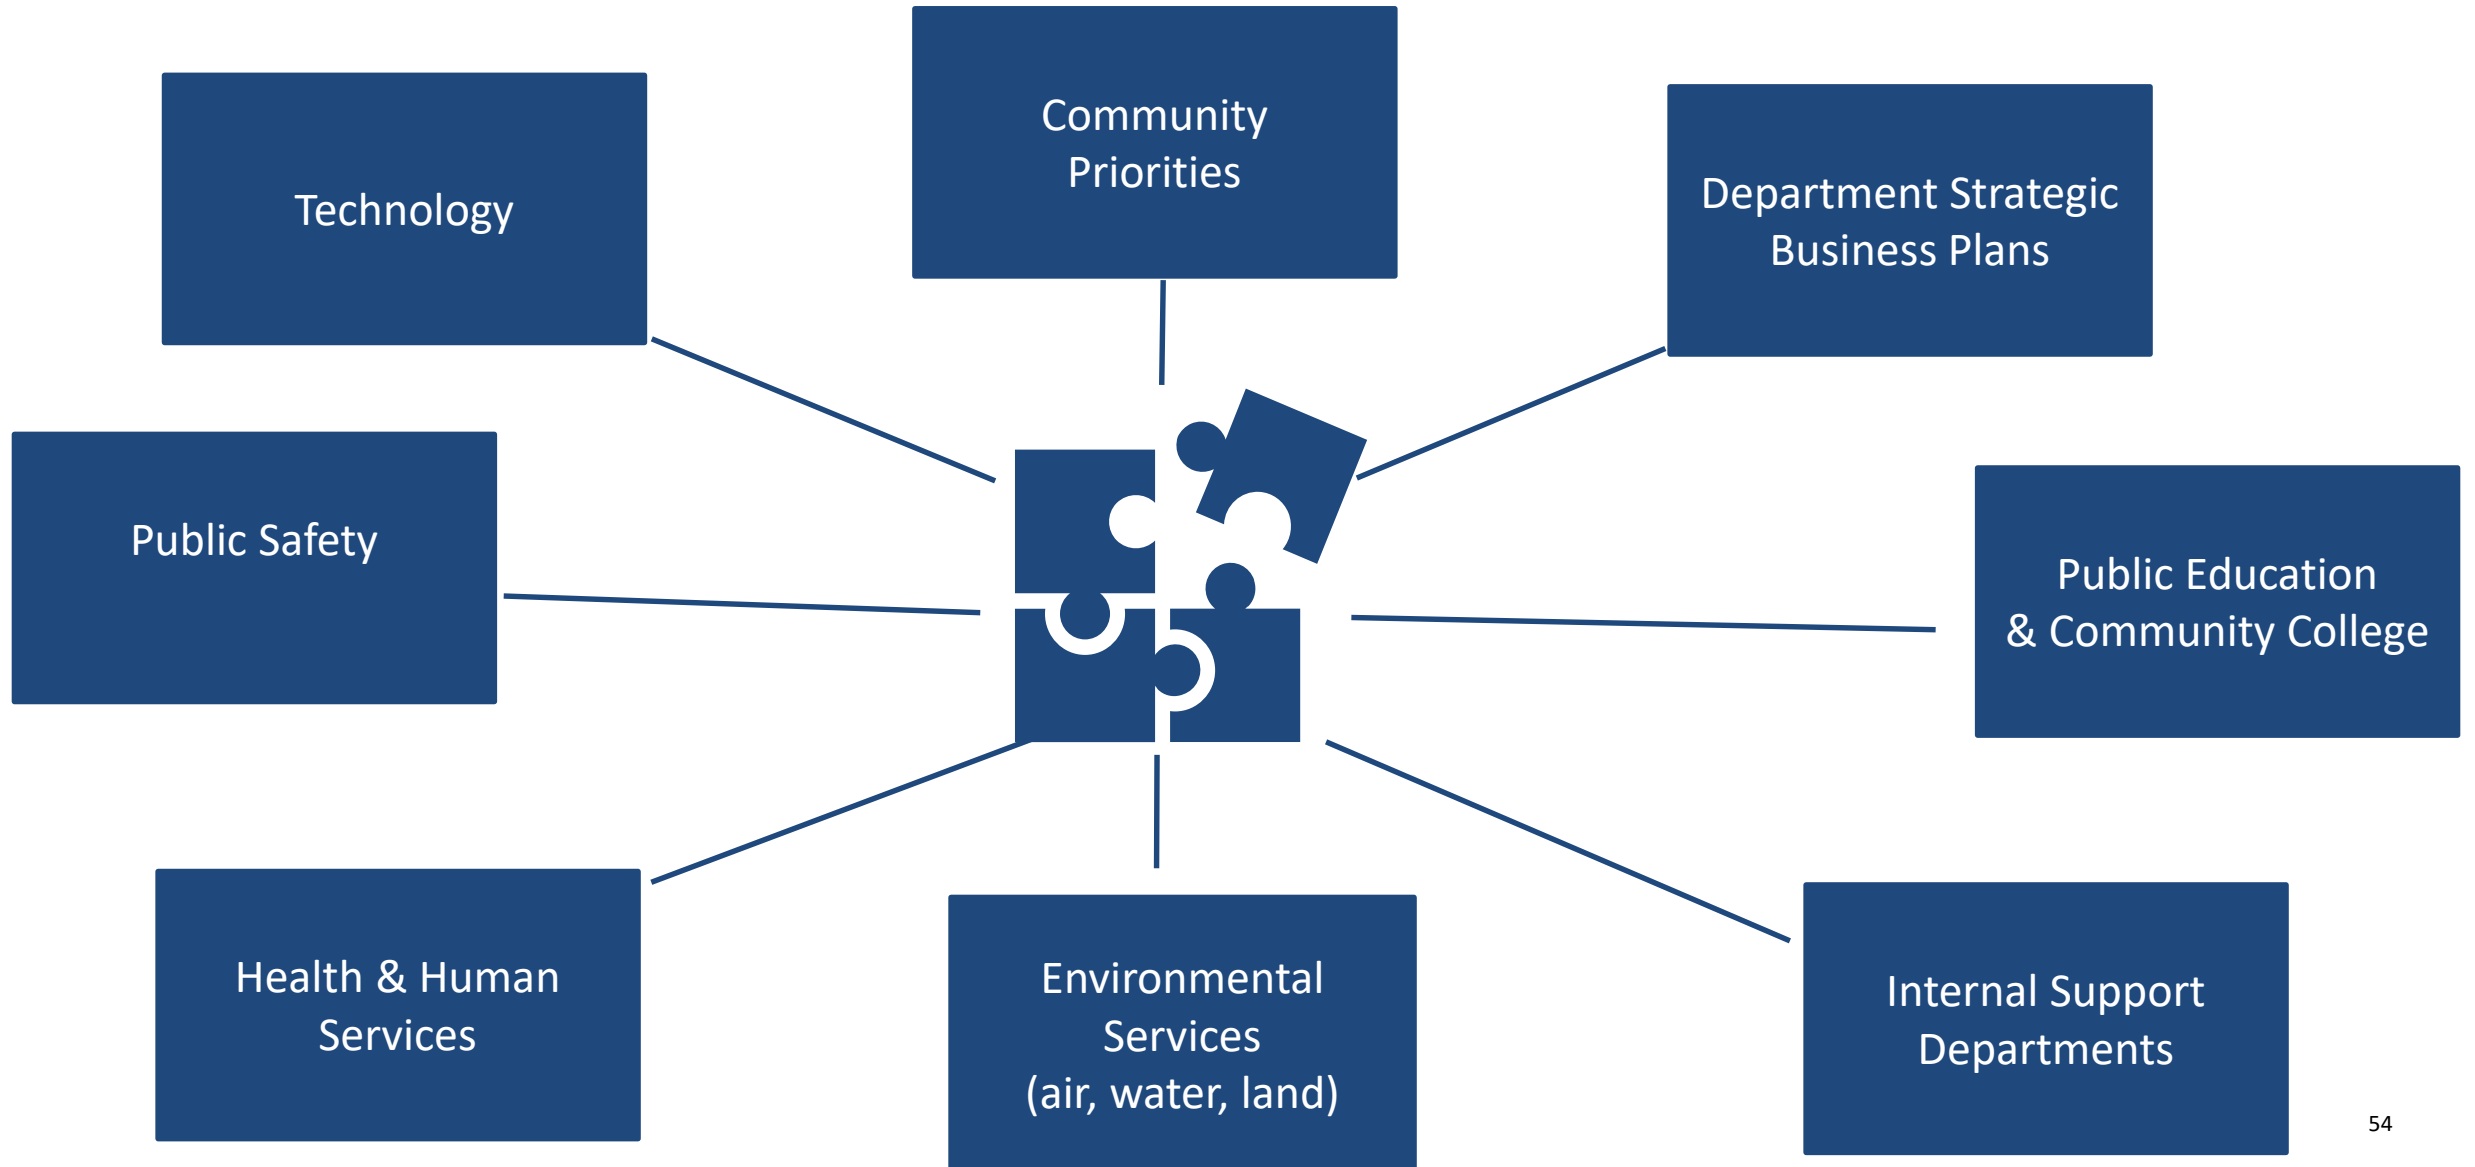 Community
Priorities
Technology
Department Strategic
Business Plans
Public Safety
Public Education
& Community College
Health & Human
Services
Environmental
Services
(air, water, land)
Internal Support
Departments
54